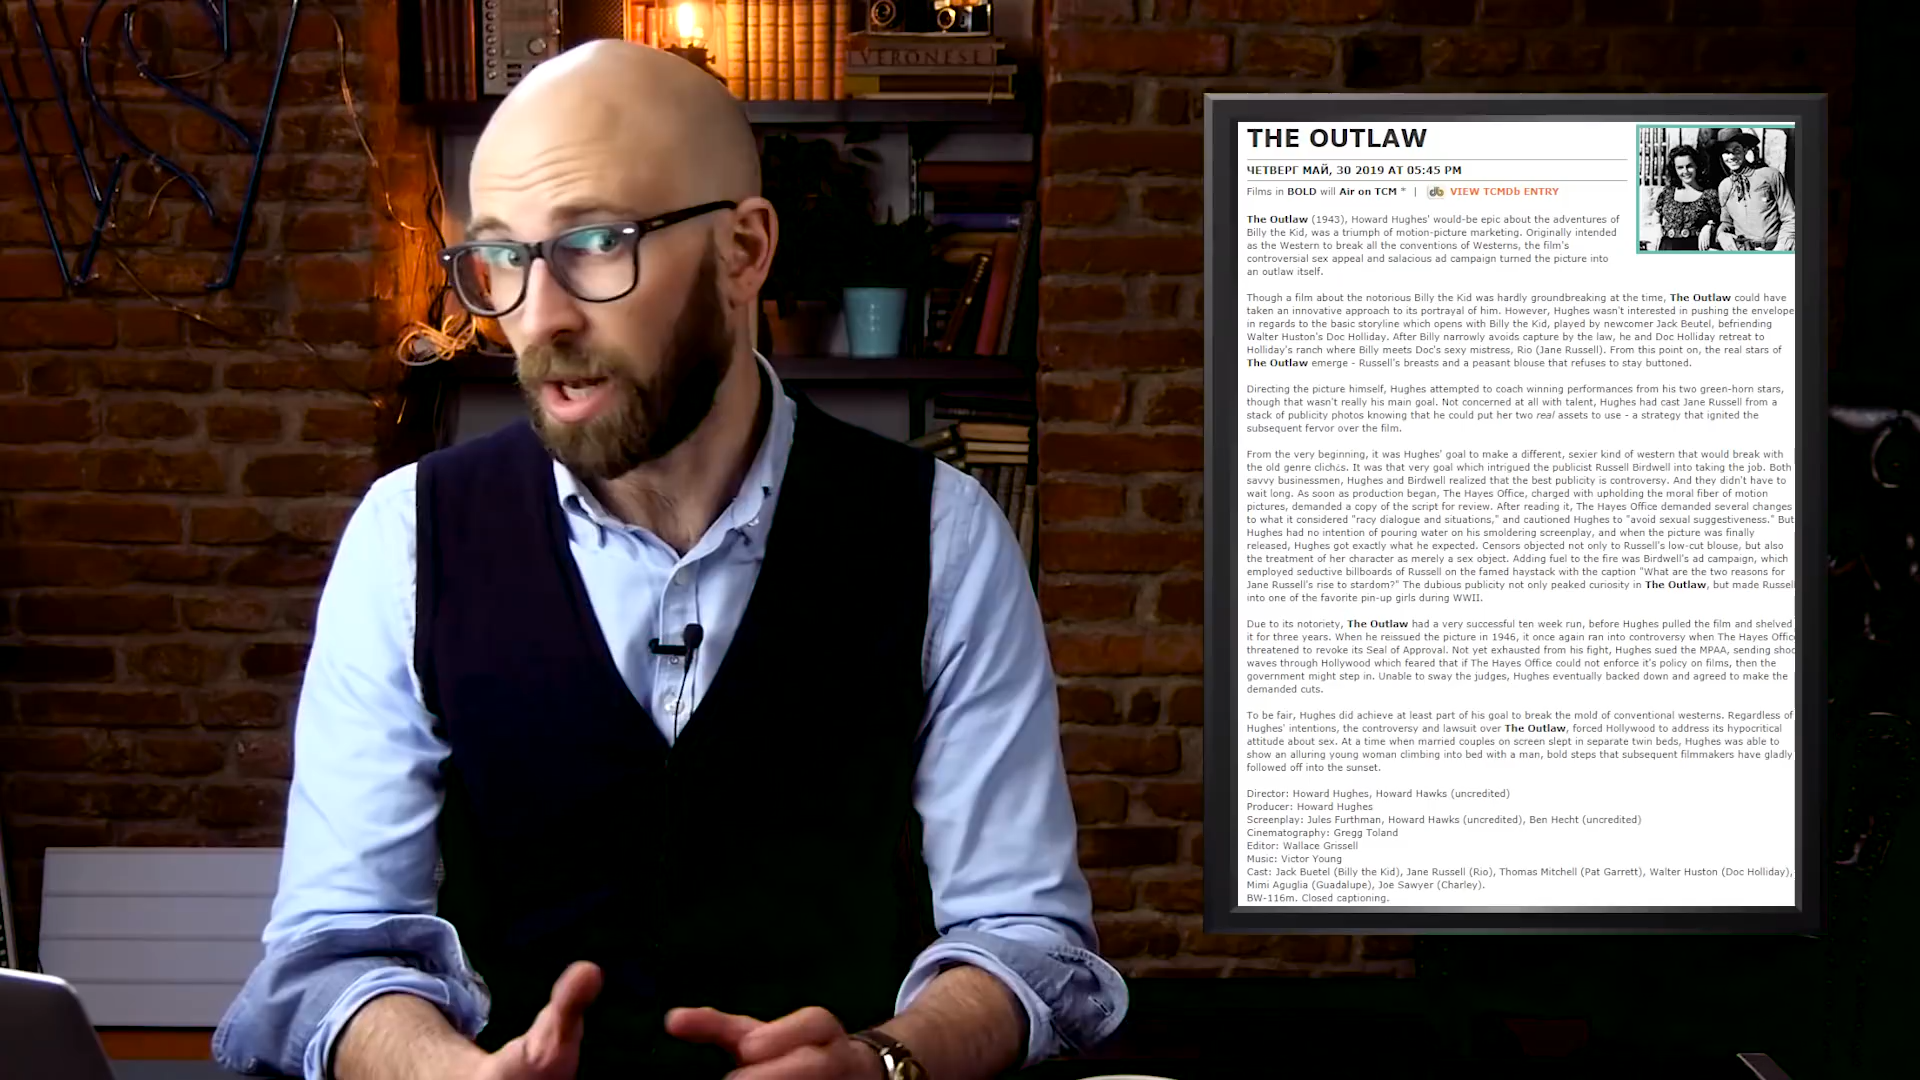 VERONESE
THE OUTLAW
ЧЕТВЕРГ МАЙ, 30 2019 AT 05:45 PM
Films in BOLD will Air on TCM * | db VIEW TCMDb ENTRY
The Outlaw (1943), Howard Hughes' would-be epic about the adventures of
Billy the Kid, was a triumph of motion-picture marketing. Originally intended
as the Western to break all the conventions of Westerns, the film's
controversial sex appeal and salacious ad campaign turned the picture into
an outlaw itself.
Though a film about the notorious Billy the Kid was hardly groundbreaking at the time, The Outlaw could have
taken an innovative approach to its portrayal of him. However, Hughes wasn't interested in pushing the envelope
in regards to the basic storyline which opens with Billy the Kid, played by newcomer Jack Beutel, befriending
Walter Huston's Doc Holliday. After Billy narrowly avoids capture by the law, he and Doc Holliday retreat to
Holliday's ranch where Billy meets Doc's sexy mistress, Rio (Jane Russell). From this point on, the real stars of
The Outlaw emerge - Russell's breasts and a peasant blouse that refuses to stay buttoned.
Directing the picture himself, Hughes attempted to coach winning performances from his two green-horn stars,
though that wasn't really his main goal. Not concerned at all with talent, Hughes had cast Jane Russell from a
stack of publicity photos knowing that he could put her two real assets to use - a strategy that ignited the
subsequent fervor over the film.
From the very beginning, it was Hughes' goal to make a different, sexier kind of western that would break with
the old genre clichés. It was that very goal which intrigued the publicist Russell Birdwell into taking the job. Both
savvy businessmen, Hughes and Birdwell realized that the best publicity is controversy. And they didn't have to
wait long. As soon as production began, The Hayes Office, charged with upholding the moral fiber of motion
pictures, demanded a copy of the script for review. After reading it, The Hayes Office demanded several changes
to what it considered "racy dialogue and situations," and cautioned Hughes to "avoid sexual suggestiveness." But
Hughes had no intention of pouring water on his smoldering screenplay, and when the picture was finally
released, Hughes got exactly what he expected. Censors objected not only to Russell's low-cut blouse, but also
the treatment of her character as merely a sex object. Adding fuel to the fire was Birdwell's ad campaign, which
employed seductive billboards of Russell on the famed haystack with the caption "What are the two reasons for
Jane Russell's rise to stardom?" The dubious publicity not only peaked curiosity in The Outlaw, but made Russell
into one of the favorite pin-up girls during WWII.
Due to its notoriety, The Outlaw had a very successful ten week run, before Hughes pulled the film and shelved
it for three years. When he reissued the picture in 1946, it once again ran into controversy when The Hayes Offic
threatened to revoke its Seal of Approval. Not yet exhausted from his fight, Hughes sued the MPAA, sending shoc
waves through Hollywood which feared that if The Hayes Office could not enforce it's policy on films, then the
government might step in. Unable to sway the judges, Hughes eventually backed down and agreed to make the
demanded cuts.
To be fair, Hughes did achieve at least part of his goal to break the mold of conventional westerns. Regardless of
Hughes' intentions, the controversy and lawsuit over The Outlaw, forced Hollywood to address its hypocritical
attitude about sex. At a time when married couples on screen slept in separate twin beds, Hughes was able to
show an alluring young woman climbing into bed with a man, bold steps that subsequent filmmakers have gladly
followed off into the sunset.
Director: Howard Hughes, Howard Hawks (uncredited)
Producer: Howard Hughes
Screenplay: Jules Furthman, Howard Hawks (uncredited), Ben Hecht (uncredited)
Cinematography: Gregg Toland
Editor: Wallace Grissell
Music: Victor Young
Cast: Jack Buetel (Billy the Kid), Jane Russell (Rio), Thomas Mitchell (Pat Garrett), Walter Huston (Doc Holliday),
Mimi Aguglia (Guadalupe), Joe Sawyer (Charley).
BW-116m. Closed captioning.